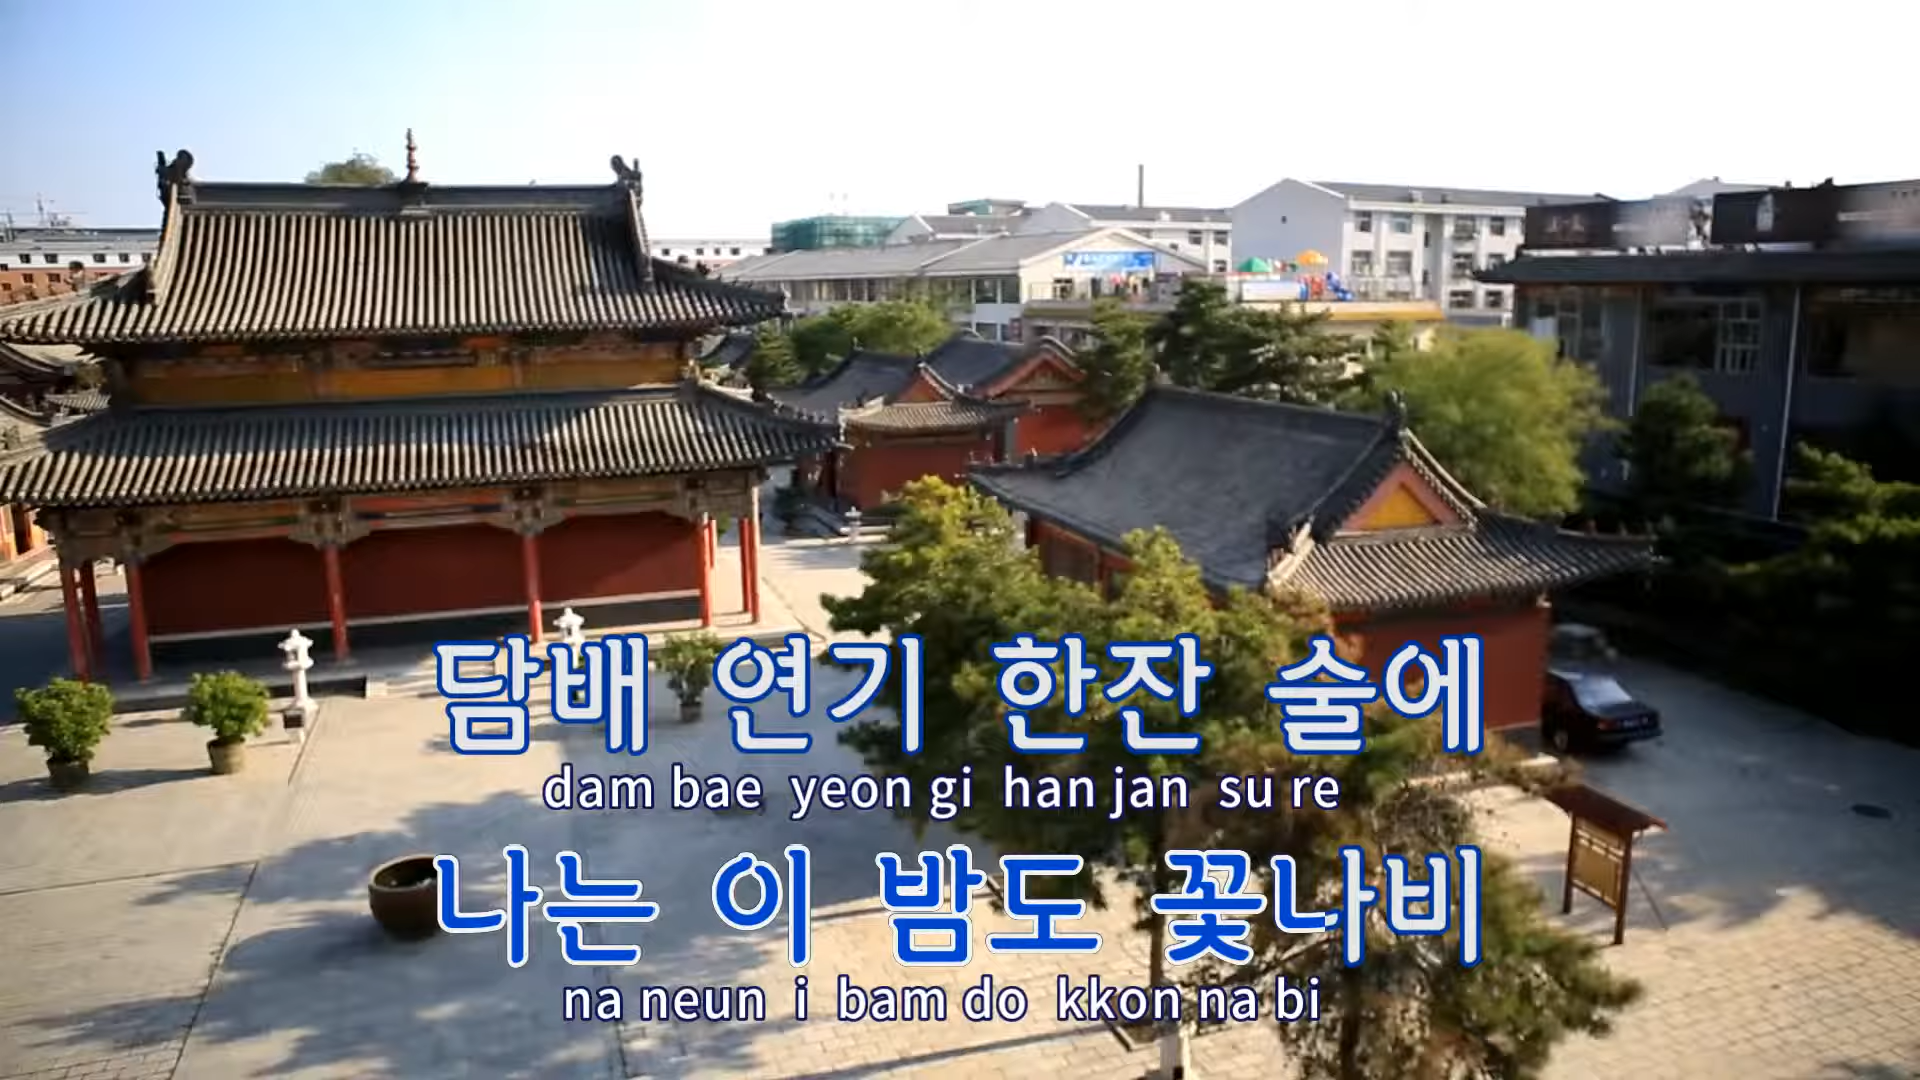 담배 연기 한잔 술에
dam bae yeon gi han jan su re
나는 이 밤도 꽃나비
na neun i bam do kkon na bi